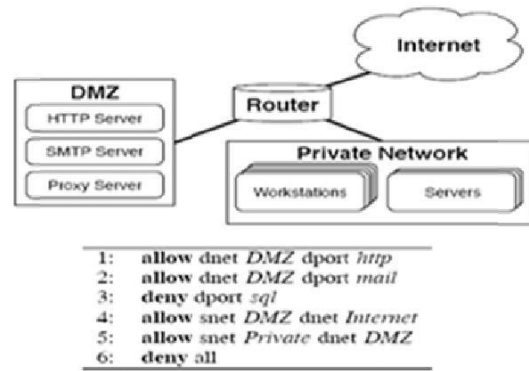 Internet
DMZ
HTTP Server
SMTP Server
Proxy Server
Router
Private Network
Workstations
Servers
1: allow dnet DMZ dport http
2: allow dnet DMZ dport mail
3: deny dport sql
4: allow snet DMZ dnet Internet
5: allow snet Private dnet DMZ
6: deny all